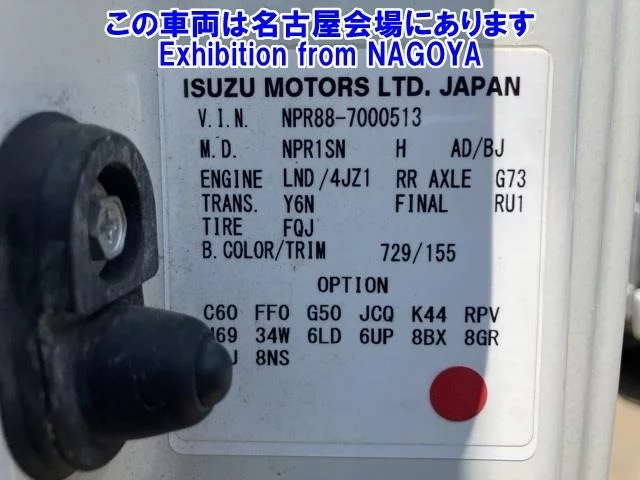 この車両は名古屋会場にあります
Exhibition from NAGOYA
ISUZU MOTORS LTD. JAPAN
V.I.N. NPR88-7000513
M.D. NPR1SN H AD/BJ
ENGINE LND/4JZ1 RR AXLE G73
TRANS. Y6N FINAL RU1
TIRE FQJ
B.COLOR/TRIM 729/155
OPTION
C60 FF0 G50 JCQ K44 RPV
34W 6LD 6UP 8BX 8GR
8NS